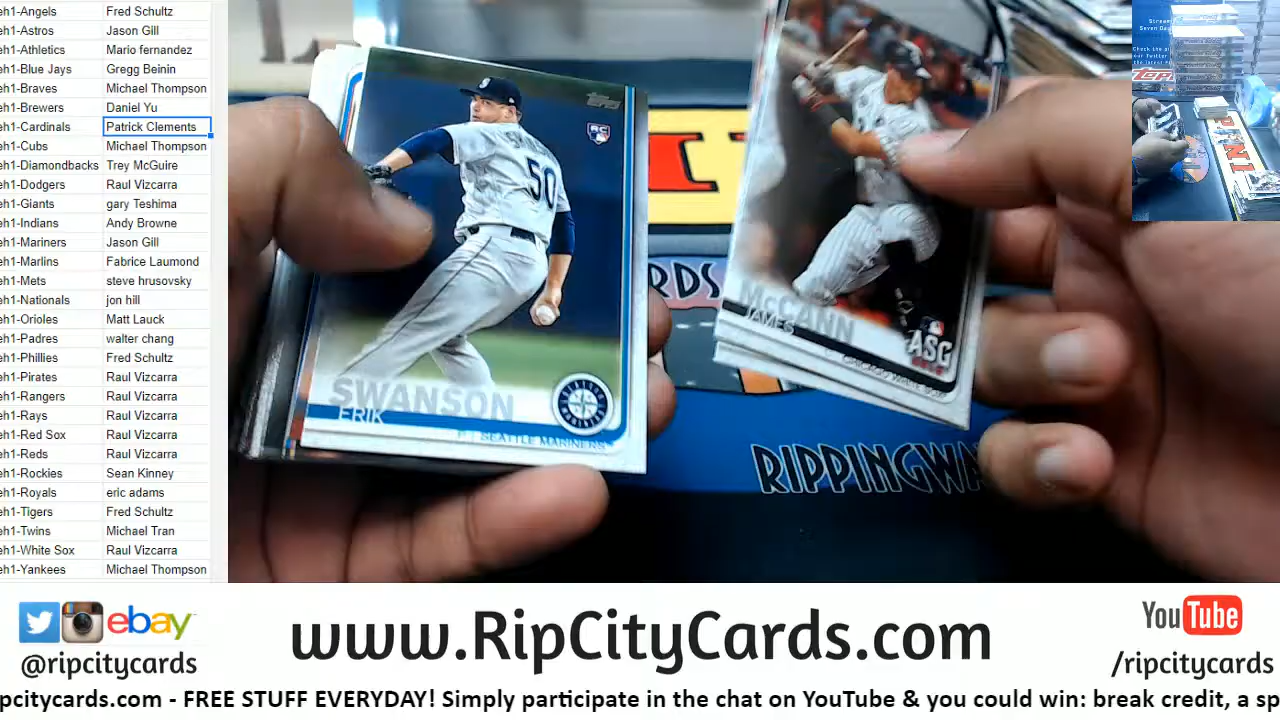 eh1-Angels Fred Schultz
eh1-Astros Jason Gill
eh1-Athletics Mario fernandez
eh1-Blue Jays Gregg Beinin
eh1-Braves Michael Thompson
eh1-Brewers Daniel Yu
eh1-Cardinals Patrick Clements
eh1-Cubs Michael Thompson
eh1-Diamondbacks Trey McGuire
eh1-Dodgers Raul Vizcarra
eh1-Giants gary Teshima
eh1-Indians Andy Browne
eh1-Mariners Jason Gill
eh1-Marlins Fabrice Laumond
eh1-Mets steve hrusovsky
eh1-Nationals jon hill
eh1-Orioles Matt Lauck
eh1-Padres walter chang
eh1-Phillies Fred Schultz
eh1-Pirates Raul Vizcarra
eh1-Rangers Raul Vizcarra
eh1-Rays Raul Vizcarra
eh1-Red Sox Raul Vizcarra
eh1-Reds Raul Vizcarra
eh1-Rockies Sean Kinney
eh1-Royals eric adams
eh1-Tigers Fred Schultz
eh1-Twins Michael Tran
eh1-White Sox Raul Vizcarra
eh1-Yankees Michael Thompson
Topps
RC
50
SWANSON
ERIK
SEATTLE MARINERS
McCANN
JAMES
ASG
CHICAGO WHITE SOX
RDS
RIPPINGWA
Topps
ebay
@ripcitycards
www.RipCityCards.com
YouTube
/ripcitycards
pcitycards.com - FREE STUFF EVERYDAY! Simply participate in the chat on YouTube & you could win: break credit, a sp